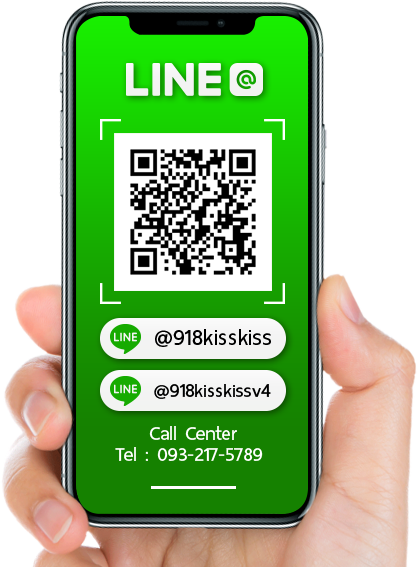 LINE@
LINE @918kisskiss
LINE @918kisskissv4
Call Center
Tel : 093-217-5789